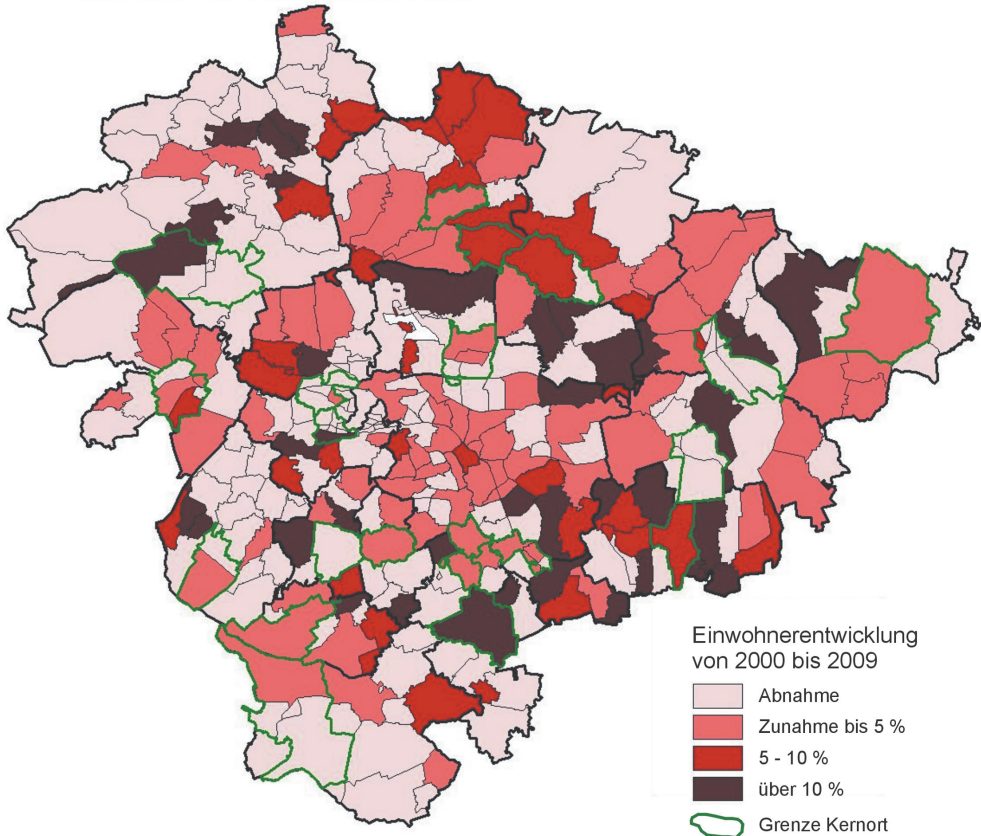 Einwohnerentwicklung
von 2000 bis 2009
Abnahme
Zunahme bis 5 %
5 - 10 %
über 10 %
Grenze Kernort